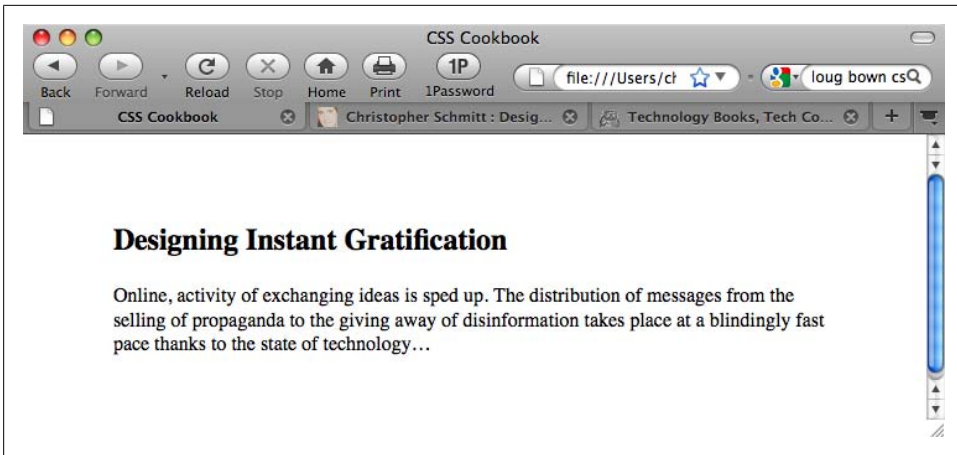 CSS Cookbook
Back Forward Reload Stop Home Print 1Password file:///Users/ch loug bown cs
CSS Cookbook Christopher Schmitt : Desig... Technology Books, Tech Co...
Designing Instant Gratification
Online, activity of exchanging ideas is sped up. The distribution of messages from the
selling of propaganda to the giving away of disinformation takes place at a blindingly fast
pace thanks to the state of technology…